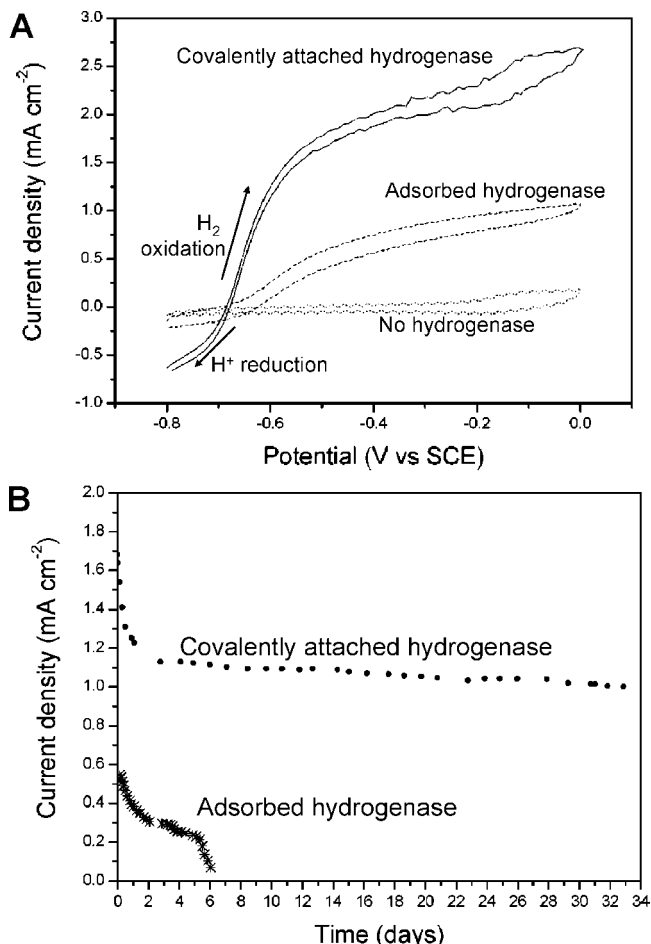 A
3.0
2.5
2.0
1.5
1.0
0.5
0.0
-0.5
-1.0
Current density (mA cm⁻²)
Covalently attached hydrogenase
Adsorbed hydrogenase
H₂
oxidation
No hydrogenase
H⁺ reduction
-0.8
-0.6
-0.4
-0.2
0.0
Potential (V vs SCE)
B
2.0
1.8
1.6
1.4
1.2
1.0
0.8
0.6
0.4
0.2
0.0
Current density (mA cm⁻²)
Covalently attached hydrogenase
Adsorbed hydrogenase
0 2 4 6 8 10 12 14 16 18 20 22 24 26 28 30 32 34
Time (days)